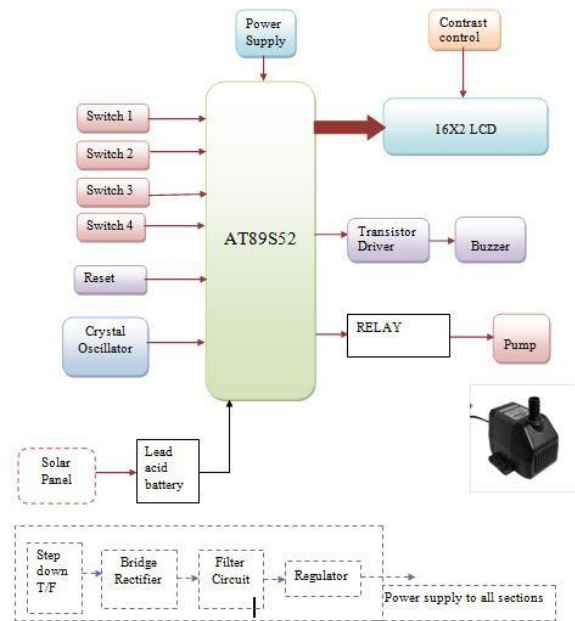 Power
Supply
Contrast
control
Switch 1
Switch 2
Switch 3
Switch 4
Reset
Crystal
Oscillator
AT89S52
16X2 LCD
Transistor
Driver
Buzzer
RELAY
Pump
Solar
Panel
Lead
acid
battery
Step
down
T/F
Bridge
Rectifier
Filter
Circuit
Regulator
Power supply to all sections